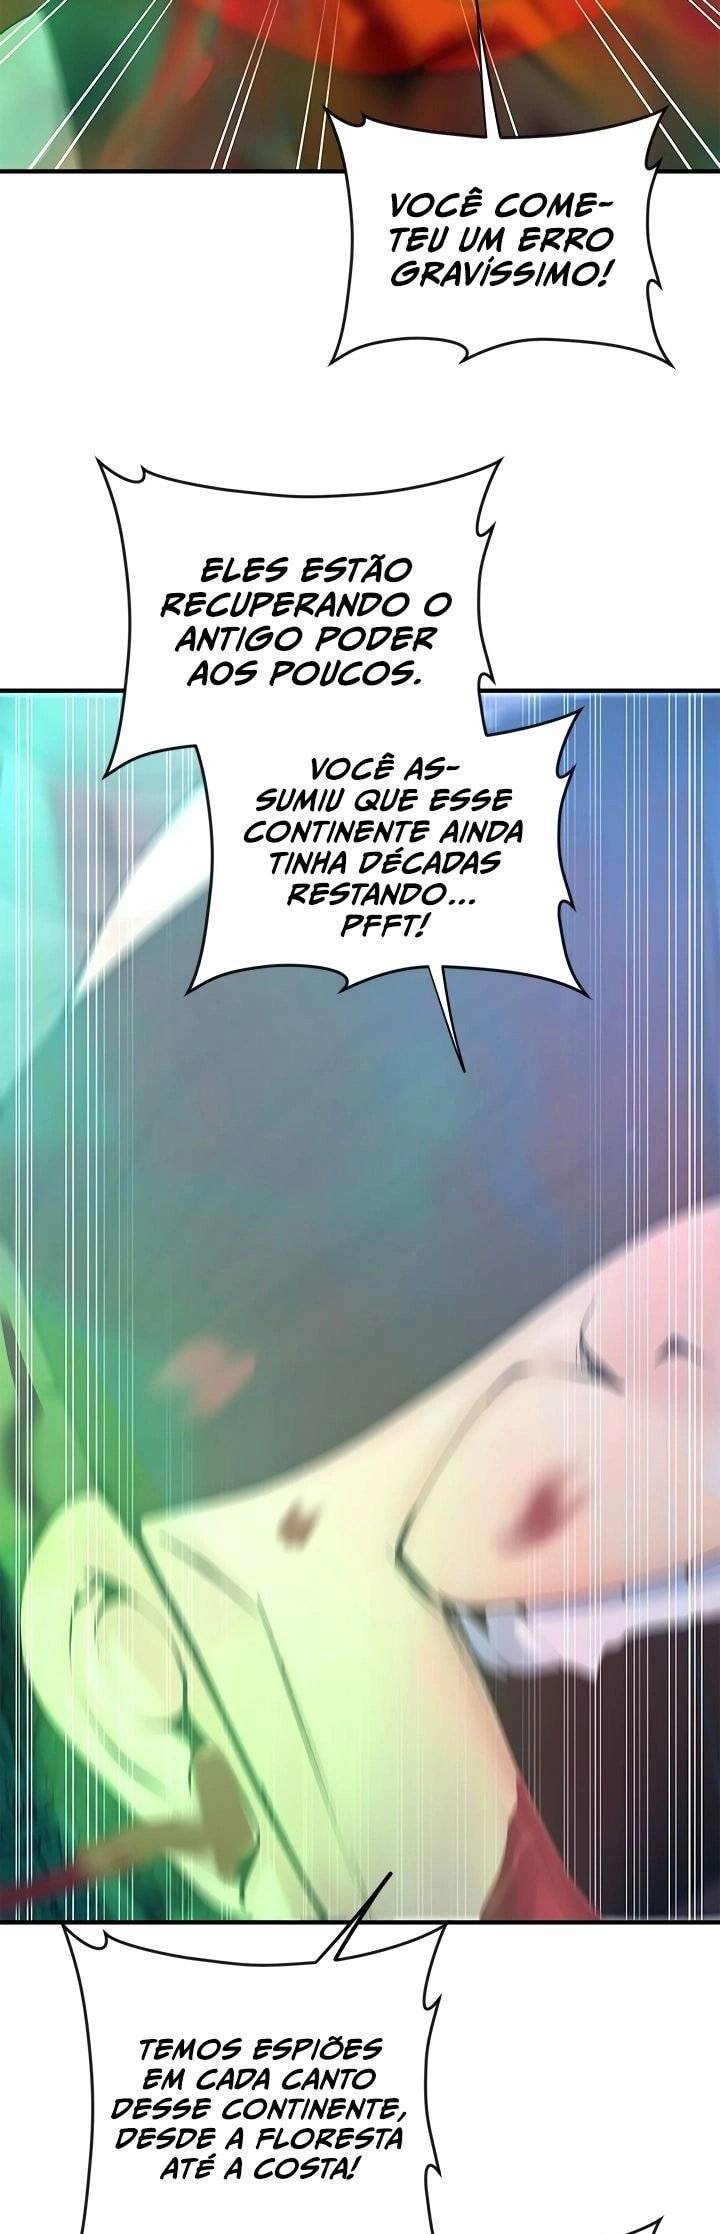 VOCÊ COME-
TEU UM ERRO
GRAVÍSSIMO!
ELES ESTÃO
RECUPERANDO O
ANTIGO PODER
AOS POUCOS.
VOCÊ AS-
SUMIU QUE ESSE
CONTINENTE AINDA
TINHA DÉCADAS
RESTANDO...
PFFT!
TEMOS ESPIÕES
EM CADA CANTO
DESSE CONTINENTE,
DESDE A FLORESTA
ATÉ A COSTA!